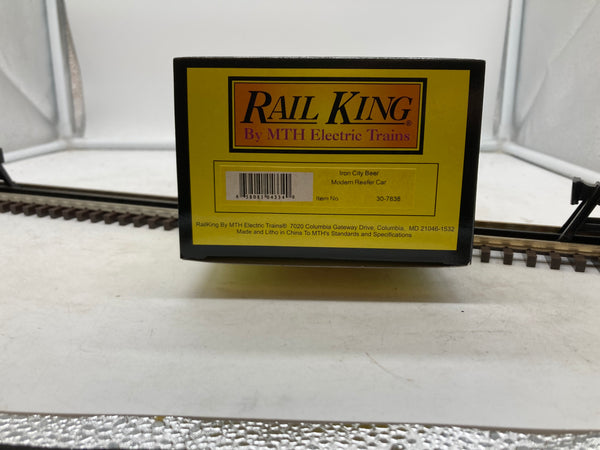 RAIL KING®
By MTH Electric Trains
Iron City Beer
Modern Reefer Car
Item No. 30-7838
RailKing By MTH Electric Trains® 7020 Columbia Gateway Drive, Columbia, MD 21046-1532
Made and Litho in China To MTH's Standards and Specifications